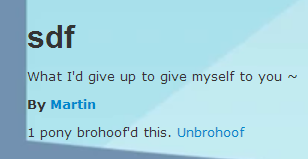 sdf
What I'd give up to give myself to you ~
By Martin
1 pony brohoof'd this. Unbrohoof